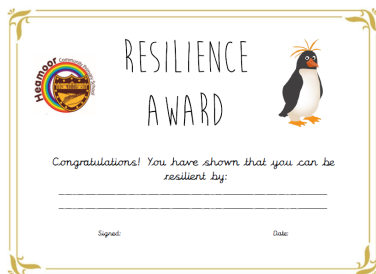 Heamoor Community Primary School
RESILIENCE
AWARD
Congratulations! You have shown that you can be
resilient by:
Signed:
Date: